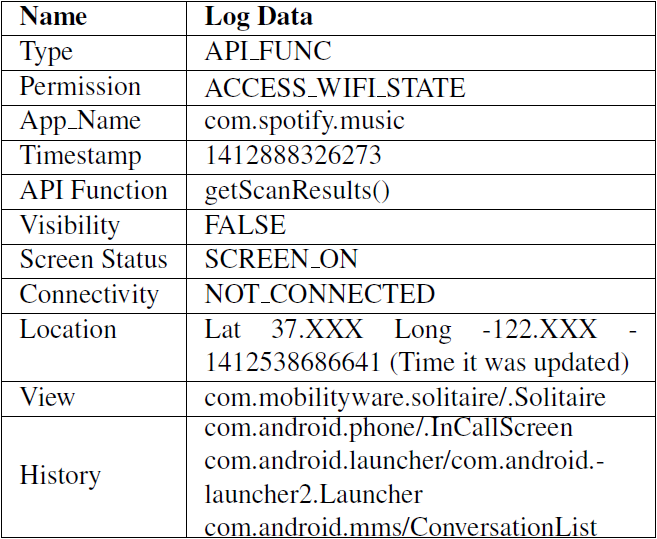 Name Log Data
Type API_FUNC
Permission ACCESS_WIFI_STATE
App_Name com.spotify.music
Timestamp 1412888326273
API Function getScanResults()
Visibility FALSE
Screen Status SCREEN_ON
Connectivity NOT_CONNECTED
Location Lat 37.XXX Long -122.XXX -
1412538686641 (Time it was updated)
View com.mobilityware.solitaire/.Solitaire
History com.android.phone/.InCallScreen
com.android.launcher/com.android.-
launcher2.Launcher
com.android.mms/ConversationList